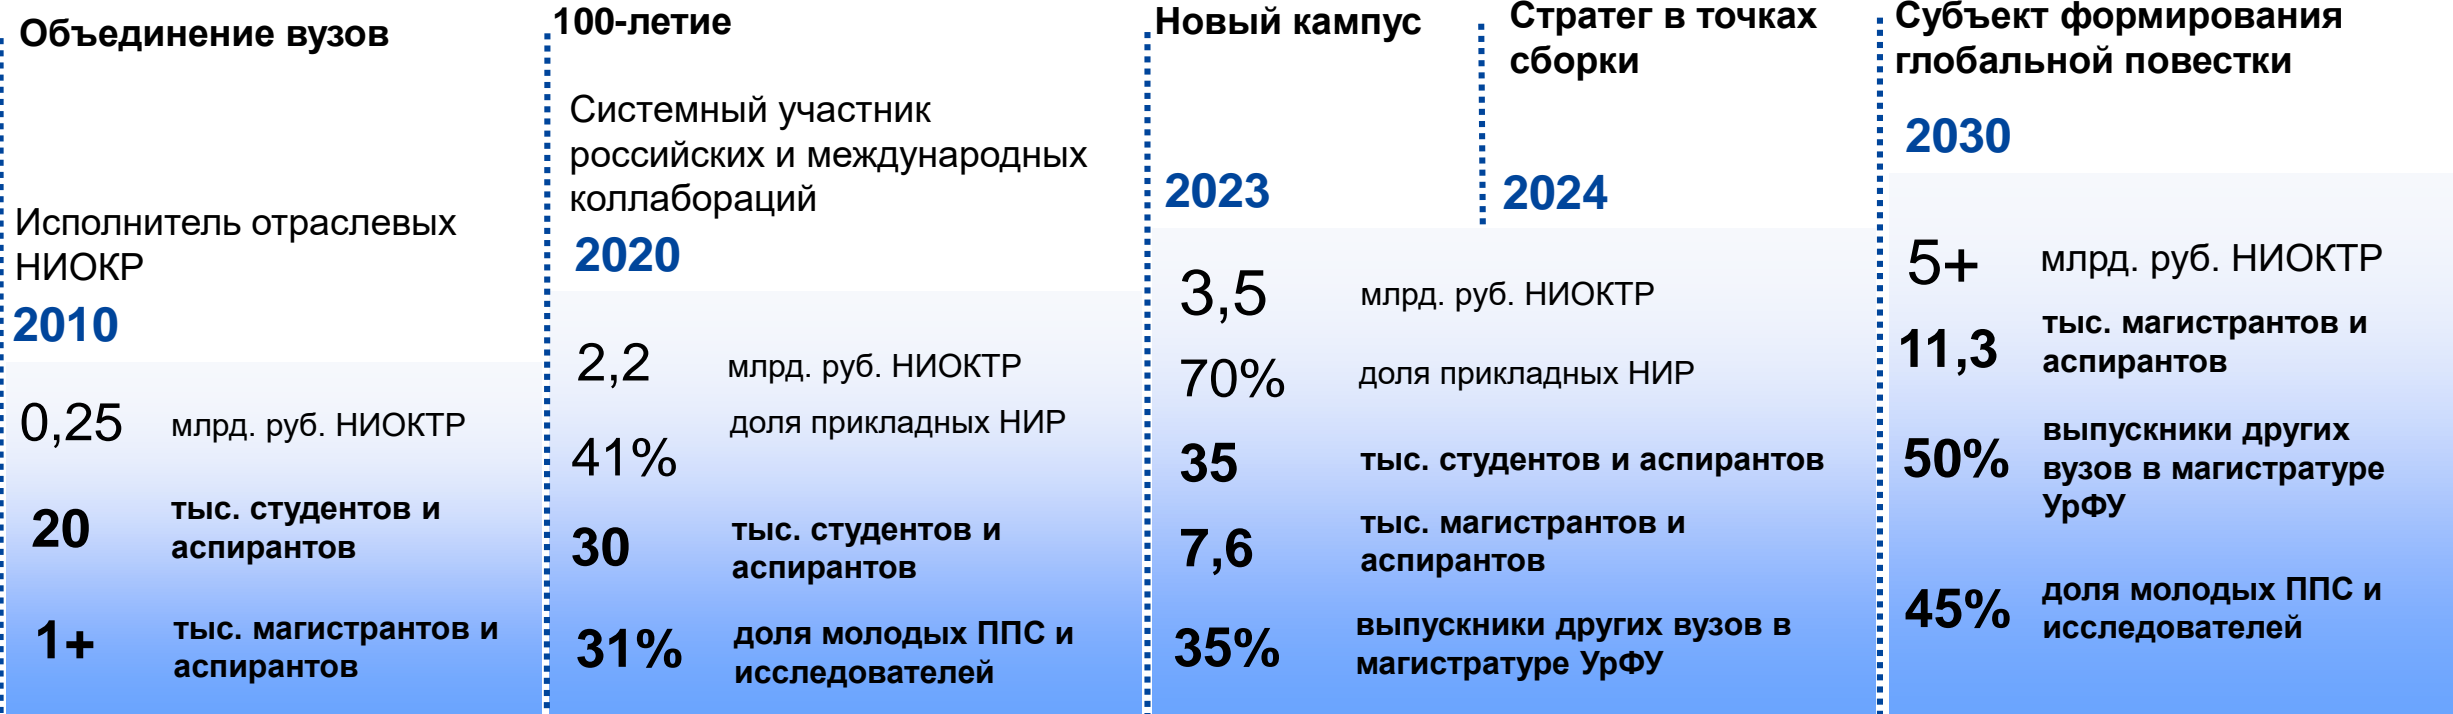 Объединение вузов
Исполнитель отраслевых
НИОКР
2010
0,25 млрд. руб. НИОКТР
20 тыс. студентов и
аспирантов
1+ тыс. магистрантов и
аспирантов
100-летие
Системный участник
российских и международных
коллабораций
2020
2,2 млрд. руб. НИОКТР
41% доля прикладных НИР
30 тыс. студентов и
аспирантов
31% доля молодых ППС и
исследователей
Новый кампус
2023
Стратег в точках
сборки
2024
3,5 млрд. руб. НИОКТР
70% доля прикладных НИР
35 тыс. студентов и аспирантов
7,6 тыс. магистрантов и
аспирантов
35% выпускники других вузов в
магистратуре УрФУ
Субъект формирования
глобальной повестки
2030
5+ млрд. руб. НИОКТР
11,3 тыс. магистрантов и
аспирантов
50% выпускники других
вузов в магистратуре
УрФУ
45% доля молодых ППС и
исследователей